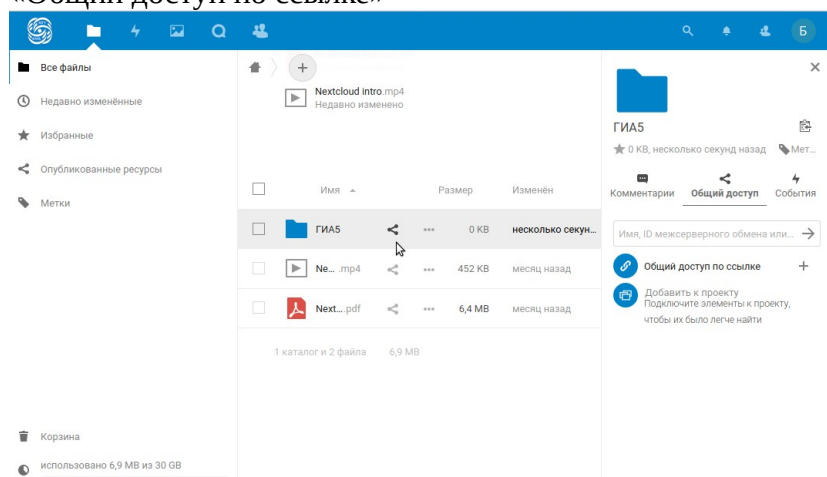 «Общий доступ по ссылке»
Б
Все файлы
Недавно изменённые
Избранные
Опубликованные ресурсы
Метки
Корзина
использовано 6,9 MB из 30 GB
+
Nextcloud intro.mp4
Недавно изменено
Имя Размер Изменён
ГИА5 ... 0 KB несколько секун...
Ne... .mp4 ... 452 KB месяц назад
Next....pdf ... 6,4 MB месяц назад
1 каталог и 2 файла 6,9 MB
ГИА5
0 KB, несколько секунд назад Мет...
Комментарии Общий доступ События
Имя, ID межсерверного обмена или...
Общий доступ по ссылке +
Добавить к проекту
Подключите элементы к проекту,
чтобы их было легче найти